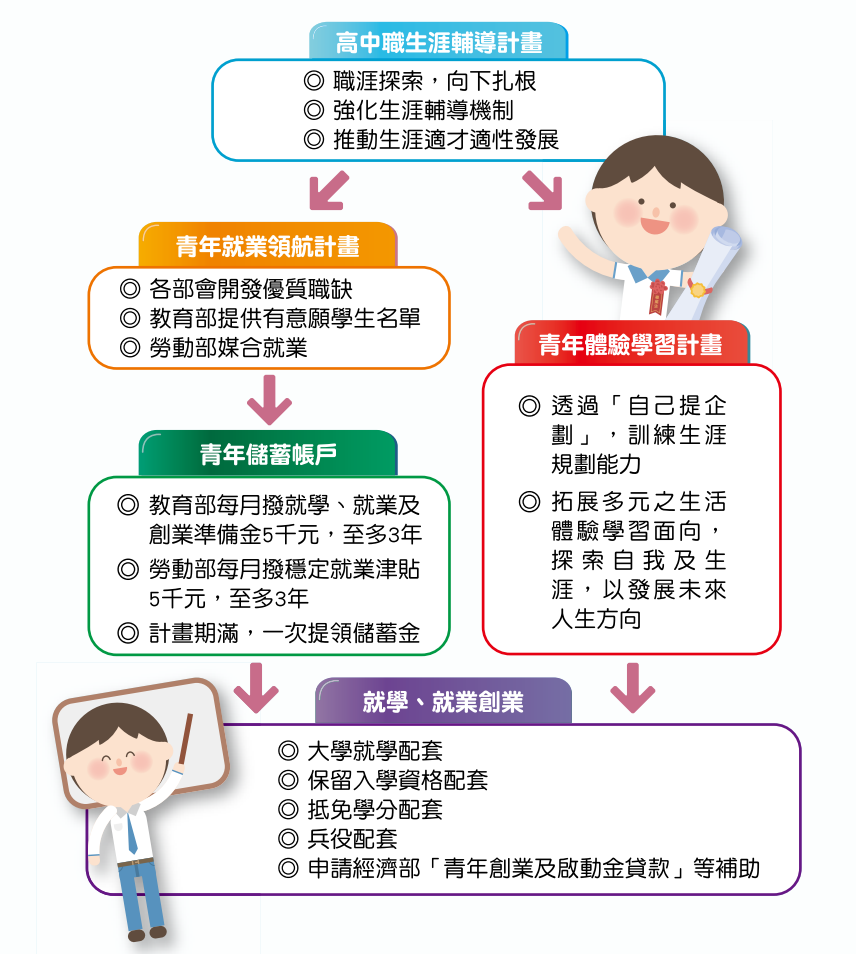 高中職生涯輔導計畫
◎ 職涯探索，向下扎根
◎ 強化生涯輔導機制
◎ 推動生涯適才適性發展
青年就業領航計畫
◎ 各部會開發優質職缺
◎ 教育部提供有意願學生名單
◎ 勞動部媒合就業
青年儲蓄帳戶
◎ 教育部每月撥就學、就業及
創業準備金5千元，至多3年
◎ 勞動部每月撥穩定就業津貼
5千元，至多3年
◎ 計畫期滿，一次提領儲蓄金
青年體驗學習計畫
◎ 透過「自己提企
劃」，訓練生涯
規劃能力
◎ 拓展多元之生活
體驗學習面向，
探索自我及生
涯，以發展未來
人生方向
就學、就業創業
◎ 大學就學配套
◎ 保留入學資格配套
◎ 抵免學分配套
◎ 兵役配套
◎ 申請經濟部「青年創業及啟動金貸款」等補助